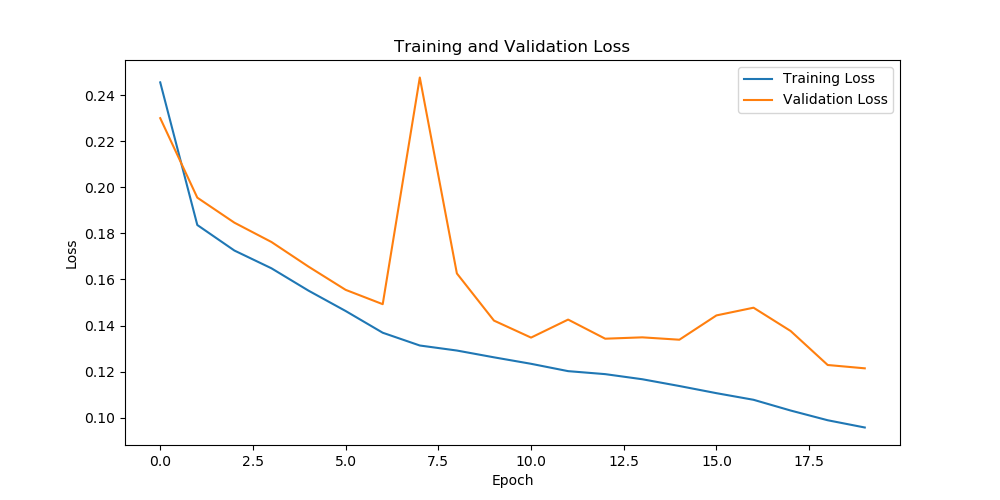 Training and Validation Loss
Training Loss
Validation Loss
Loss
0.24
0.22
0.20
0.18
0.16
0.14
0.12
0.10
0.0 2.5 5.0 7.5 10.0 12.5 15.0 17.5
Epoch